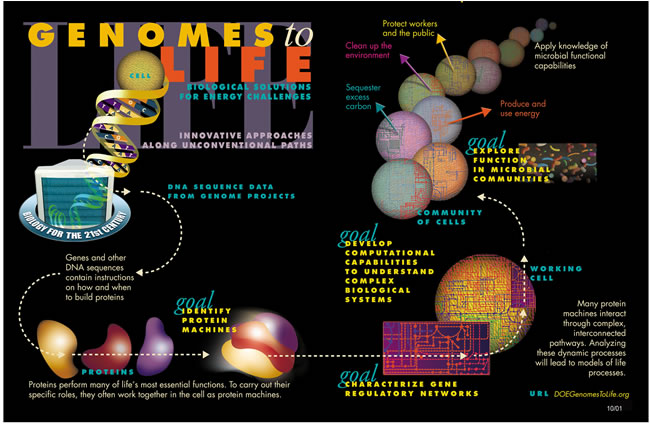 GENOMES to
LIFE
LIFE
CELL
BIOLOGICAL SOLUTIONS
FOR ENERGY CHALLENGES
INNOVATIVE APPROACHES
ALONG UNCONVENTIONAL PATHS
BIOLOGY FOR THE 21ST CENTURY
DNA SEQUENCE DATA
FROM GENOME PROJECTS
Genes and other
DNA sequences
contain instructions
on how and when
to build proteins
goal
IDENTIFY
PROTEIN
MACHINES
PROTEINS
Proteins perform many of life's most essential functions. To carry out their
specific roles, they often work together in the cell as protein machines.
Protect workers
and the public
Clean up the
environment
Sequester
excess
carbon
Apply knowledge of
microbial functional
capabilities
Produce and
use energy
goal
EXPLORE
FUNCTION
IN MICROBIAL
COMMUNITIES
COMMUNITY
OF CELLS
goal
DEVELOP
COMPUTATIONAL
CAPABILITIES
TO UNDERSTAND
COMPLEX
BIOLOGICAL
SYSTEMS
WORKING
CELL
Many protein
machines interact
through complex,
interconnected
pathways. Analyzing
these dynamic processes
will lead to models of life
processes.
goal
CHARACTERIZE GENE
REGULATORY NETWORKS
URL DOEGenomesToLife.org
10/01